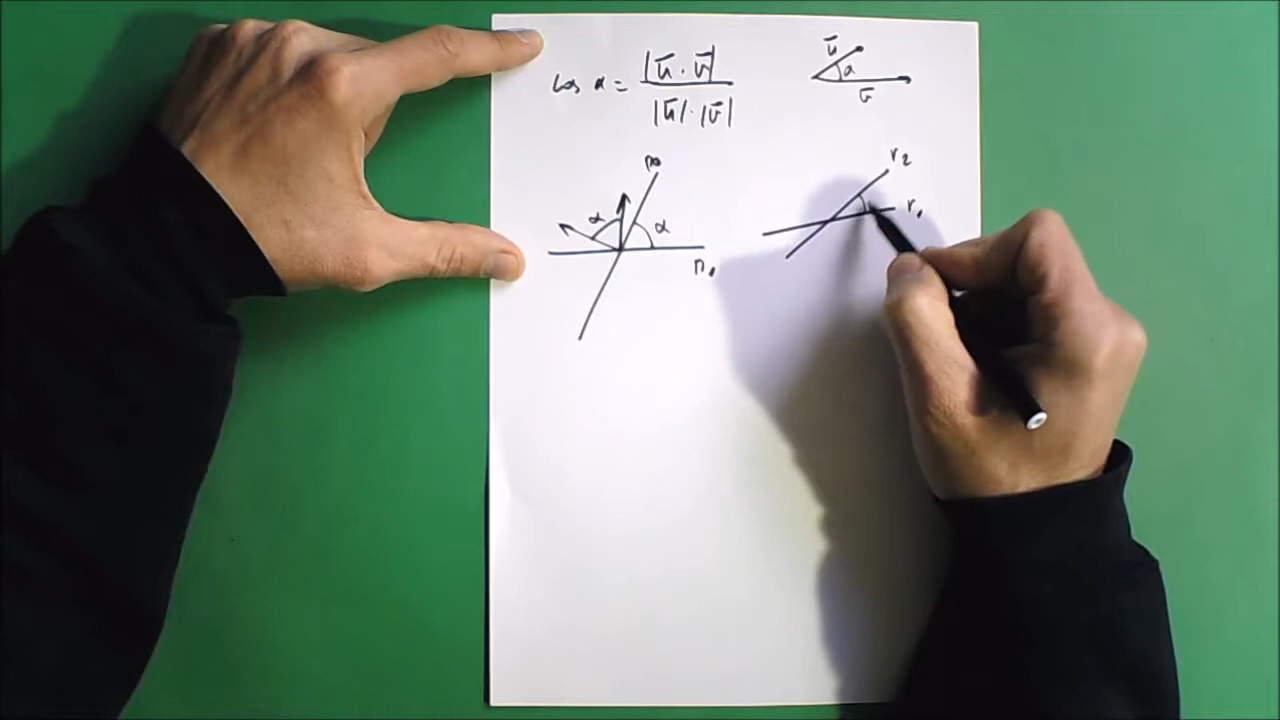 cos α = |ū · v̄| / |ū| · |v̄|
ū
α
v̄
α
α
r₂
r₁